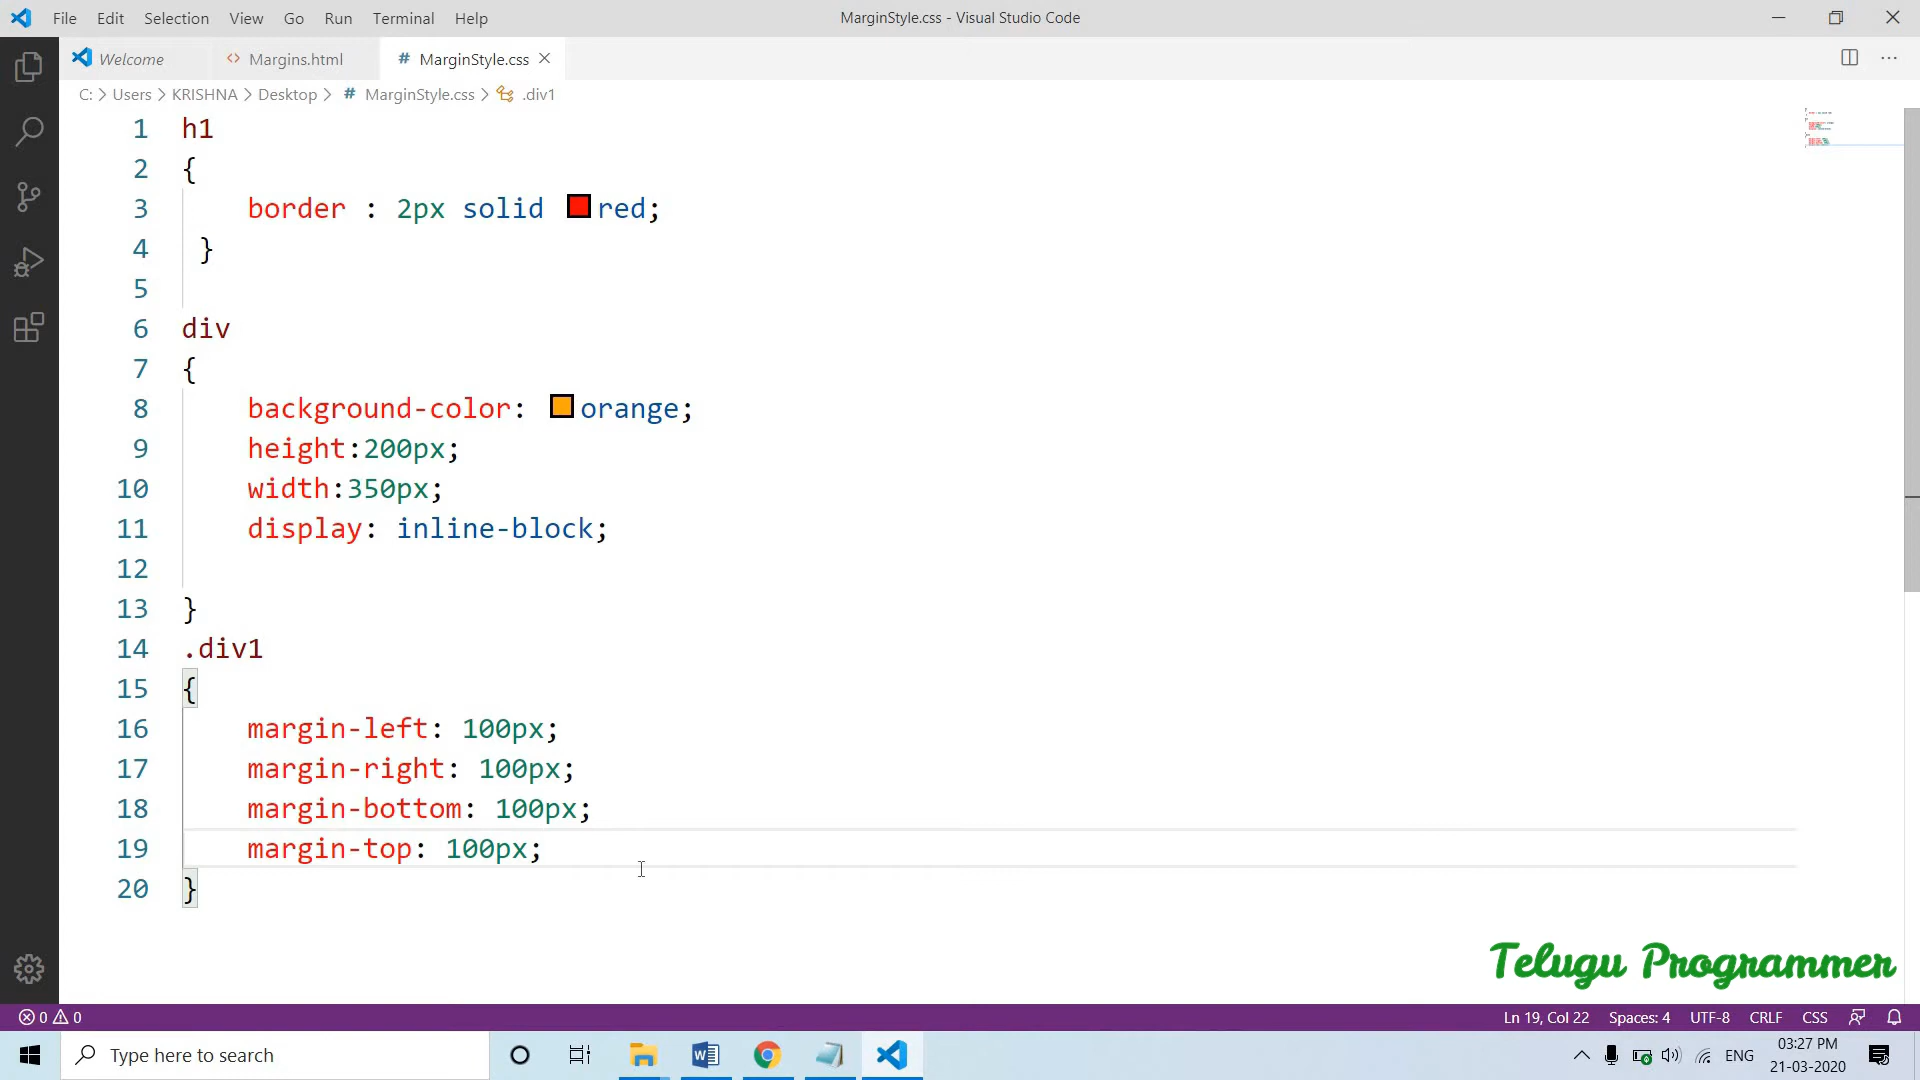 File Edit Selection View Go Run Terminal Help
MarginStyle.css - Visual Studio Code
Welcome
<> Margins.html
# MarginStyle.css ×
C: > Users > KRISHNA > Desktop > # MarginStyle.css > .div1
1 h1
2 {
3 border : 2px solid red;
4 }
5
6 div
7 {
8 background-color: orange;
9 height:200px;
10 width:350px;
11 display: inline-block;
12
13 }
14 .div1
15 {
16 margin-left: 100px;
17 margin-right: 100px;
18 margin-bottom: 100px;
19 margin-top: 100px;
20 }
Telugu Programmer
0 0
Ln 19, Col 22 Spaces: 4 UTF-8 CRLF CSS
Type here to search
ENG
03:27 PM
21-03-2020